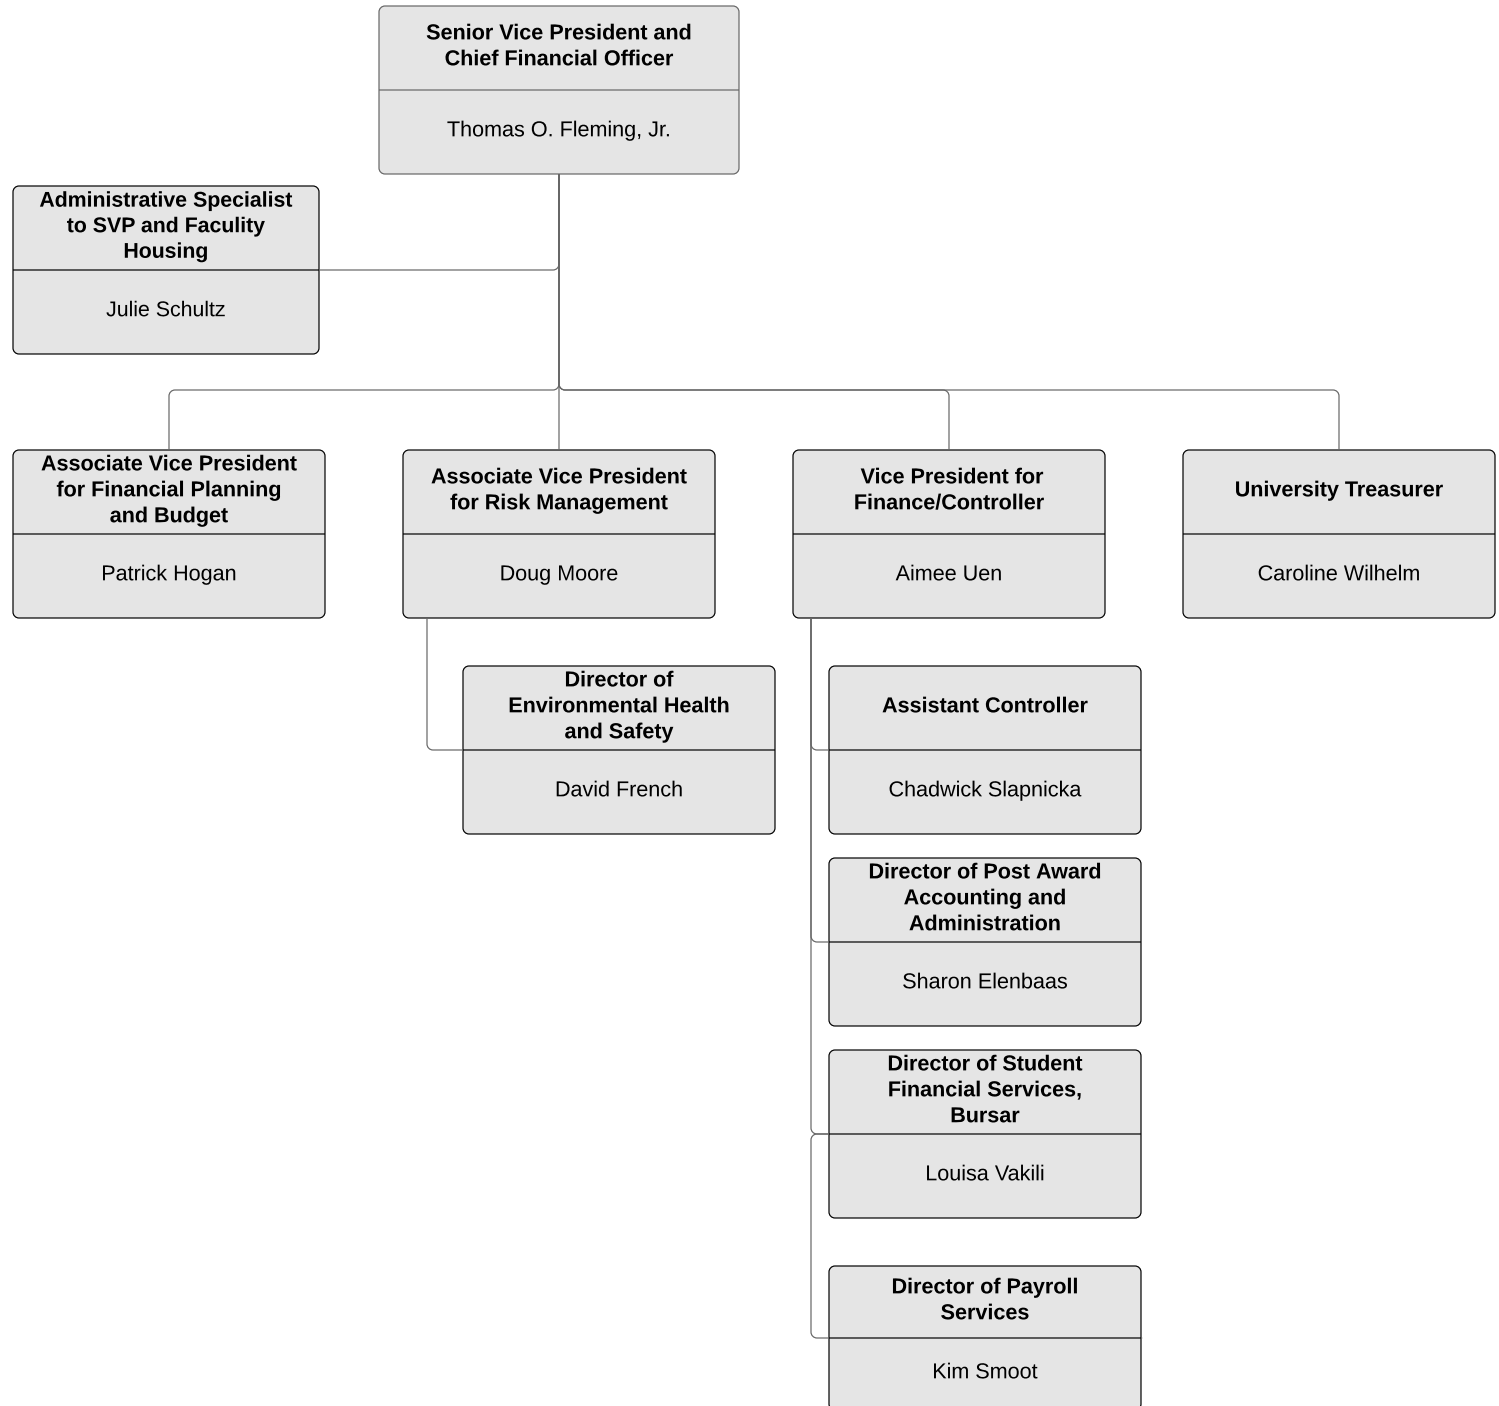 Senior Vice President and
Chief Financial Officer
Thomas O. Fleming, Jr.
Administrative Specialist
to SVP and Faculity
Housing
Julie Schultz
Associate Vice President
for Financial Planning
and Budget
Patrick Hogan
Associate Vice President
for Risk Management
Doug Moore
Vice President for
Finance/Controller
Aimee Uen
University Treasurer
Caroline Wilhelm
Director of
Environmental Health
and Safety
David French
Assistant Controller
Chadwick Slapnicka
Director of Post Award
Accounting and
Administration
Sharon Elenbaas
Director of Student
Financial Services,
Bursar
Louisa Vakili
Director of Payroll
Services
Kim Smoot